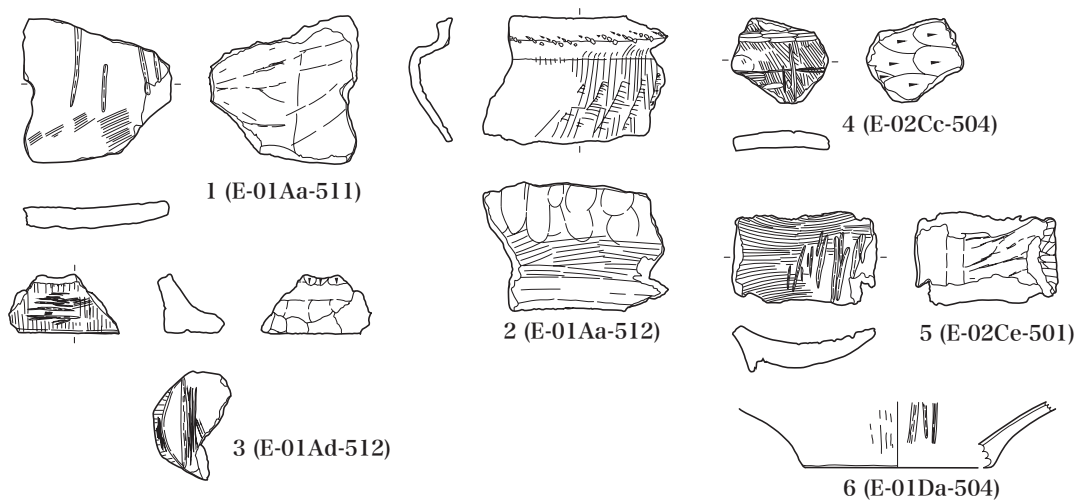 1 (E-01Aa-511)
2 (E-01Aa-512)
3 (E-01Ad-512)
4 (E-02Cc-504)
5 (E-02Ce-501)
6 (E-01Da-504)